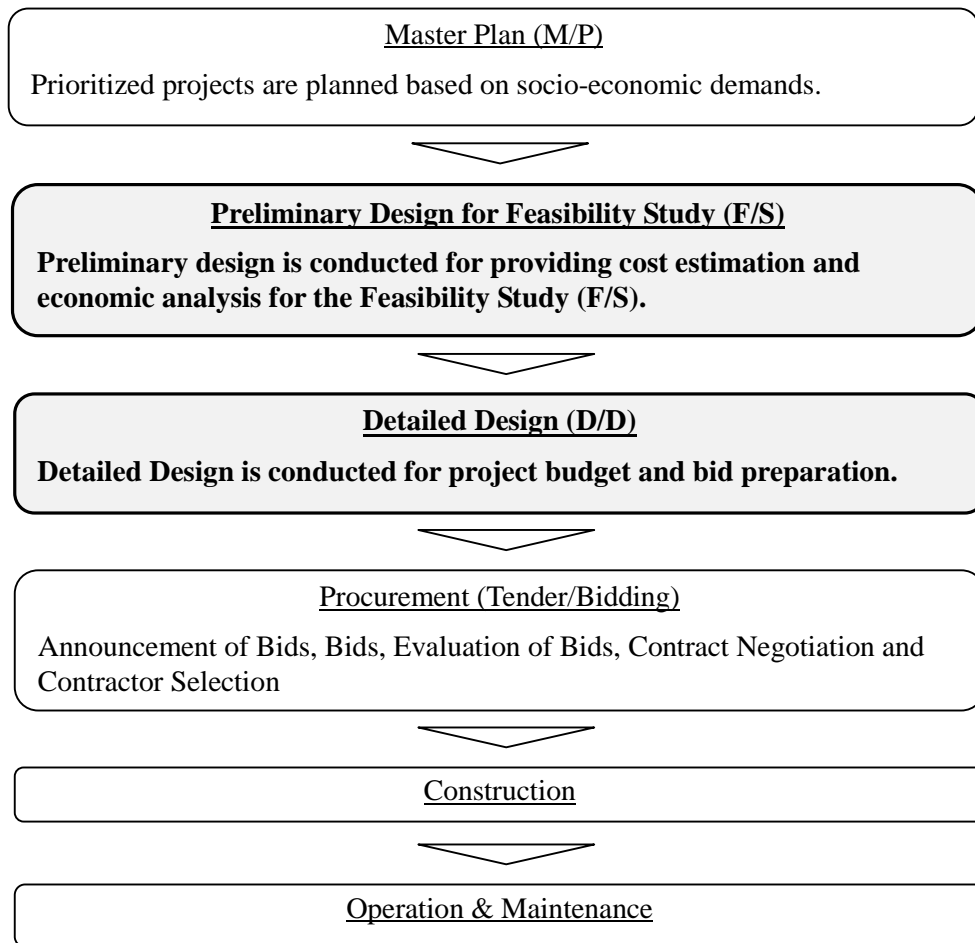 Master Plan (M/P)
Prioritized projects are planned based on socio-economic demands.
Preliminary Design for Feasibility Study (F/S)
Preliminary design is conducted for providing cost estimation and
economic analysis for the Feasibility Study (F/S).
Detailed Design (D/D)
Detailed Design is conducted for project budget and bid preparation.
Procurement (Tender/Bidding)
Announcement of Bids, Bids, Evaluation of Bids, Contract Negotiation and
Contractor Selection
Construction
Operation & Maintenance